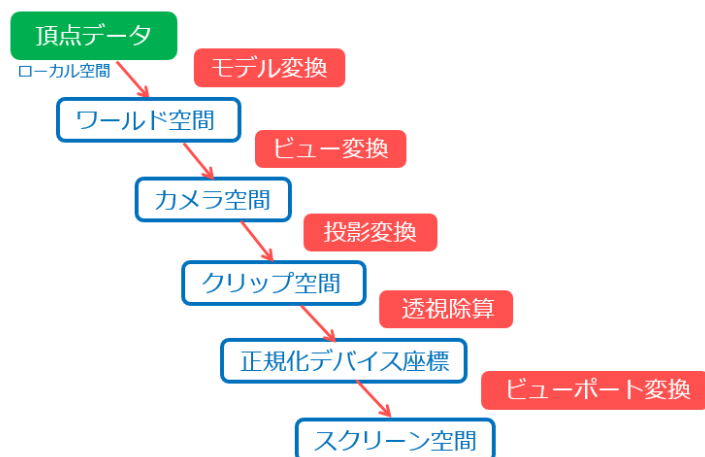 頂点データ
ローカル空間
モデル変換
ワールド空間
ビュー変換
カメラ空間
投影変換
クリップ空間
透視除算
正規化デバイス座標
ビューポート変換
スクリーン空間